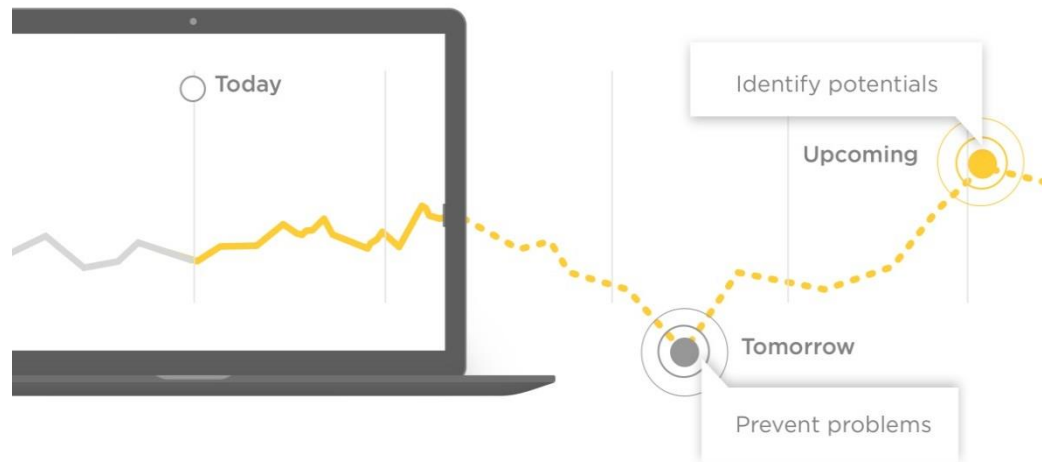 Today
Identify potentials
Upcoming
Tomorrow
Prevent problems